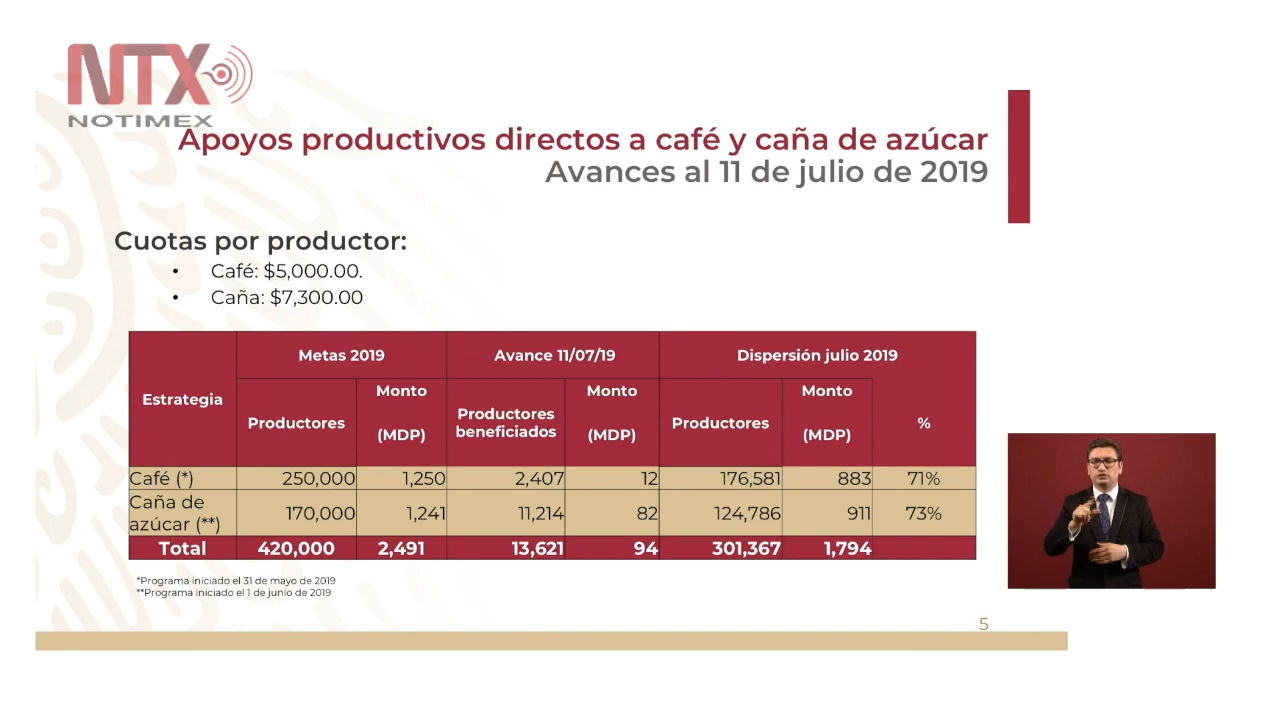 NTX
NOTIMEX
Apoyos productivos directos a café y caña de azúcar
Avances al 11 de julio de 2019
Cuotas por productor:
• Café: $5,000.00.
• Caña: $7,300.00
Estrategia Metas 2019 Avance 11/07/19 Dispersión julio 2019
Productores Monto (MDP) Productores beneficiados Monto (MDP) Productores Monto (MDP) %
Café (*) 250,000 1,250 2,407 12 176,581 883 71%
Caña de azúcar (**) 170,000 1,241 11,214 82 124,786 911 73%
Total 420,000 2,491 13,621 94 301,367 1,794
*Programa iniciado el 31 de mayo de 2019
**Programa iniciado el 1 de junio de 2019
5